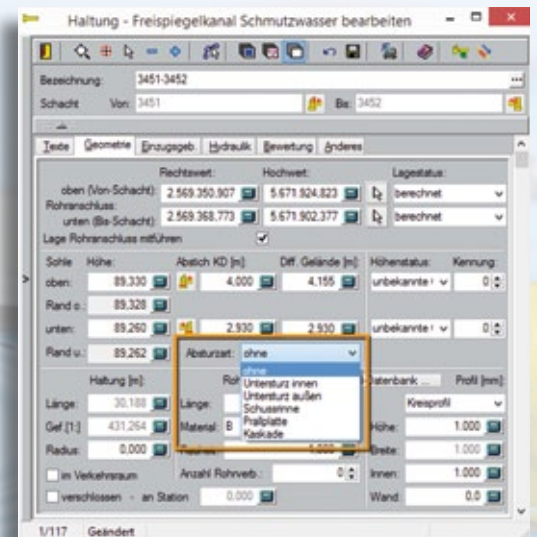 Haltung - Freispiegelkanal Schmutzwasser bearbeiten
Bezeichnung: 3451-3452
Schacht Von: 3451 Bis: 3452
Texte Geometrie Einzugsgeb. Hydraulik Bewertung Anderes
Rechtswert: Hochwert: Lagestatus:
oben (Von-Schacht): 2.569.350,907 5.671.924,823 berechnet
Rohranschluss:
unten (Bis-Schacht): 2.569.368,773 5.671.902,377 berechnet
Lage Rohranschluss mitführen
Sohle Höhe: Abstich KD [m]: Diff. Gelände [m]: Höhenstatus: Kennung:
oben: 89,330 4,000 4,155 unbekannte 0
Rand o.: 89,328
unten: 89,260 2,930 2,930 unbekannte 0
Rand u.: 89,262 Absturzart: ohne
ohne
Untersturz innen
Untersturz außen
Schussrinne
Prallplatte
Kaskade
Haltung [m]: Roh Datenbank ... Profil [mm]:
Länge: 30,188 Länge: Kreisprofil
Gef.[1:] 431,264 Material: B Höhe: 1.000
Radius: 0,000 1.000 Breite: 1.000
im Verkehrsraum Anzahl Rohrverb.: 0 Innen: 1.000
verschlossen - an Station 0,000 Wand: 0,0
1/117 Geändert